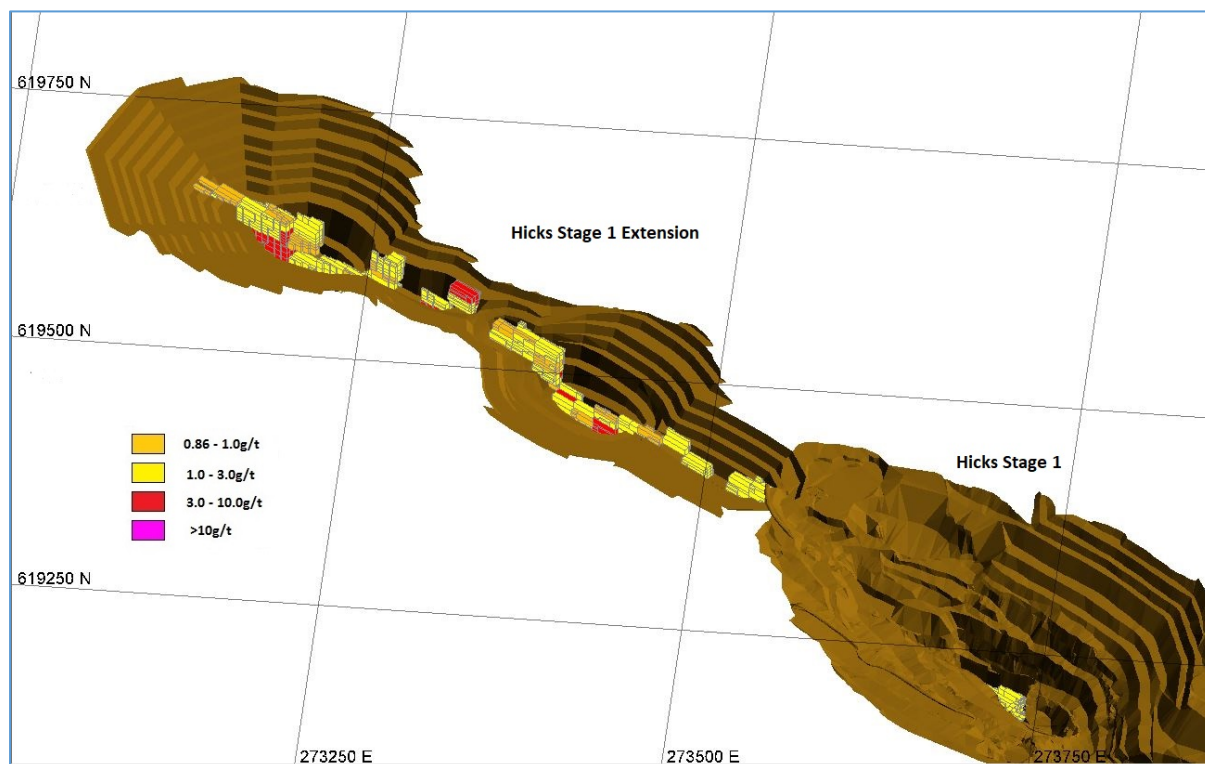 619750 N
Hicks Stage 1 Extension
619500 N
0.86 - 1.0g/t
1.0 - 3.0g/t
3.0 - 10.0g/t
>10g/t
Hicks Stage 1
619250 N
273250 E
273500 E
273750 E